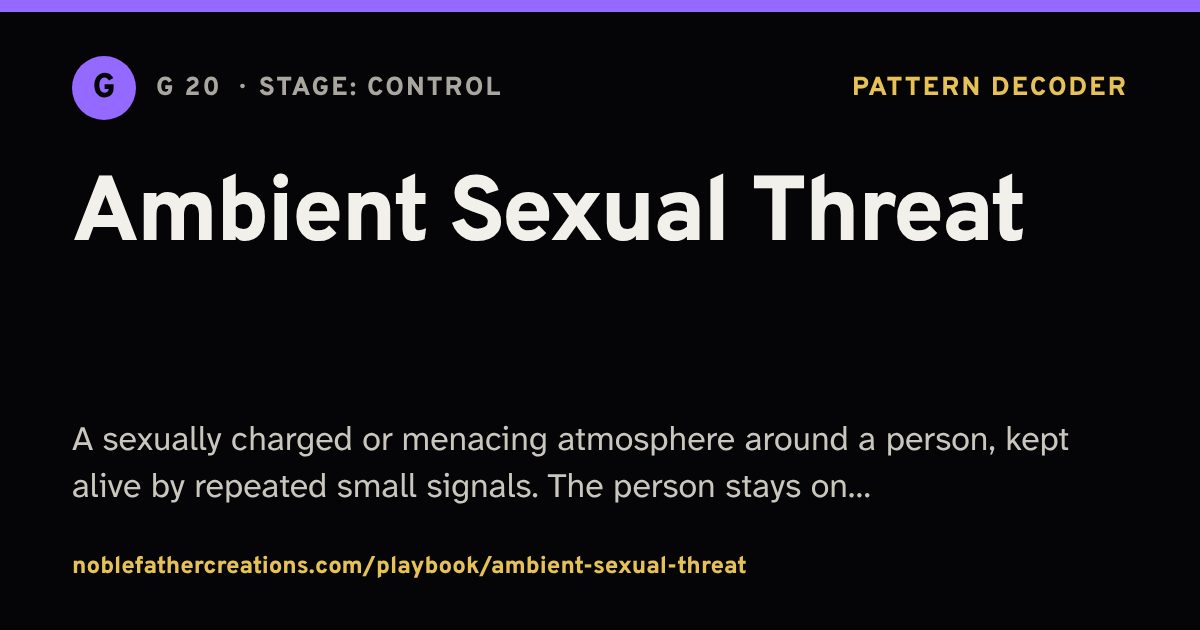 G
G 20 · STAGE: CONTROL
PATTERN DECODER
Ambient Sexual Threat
A sexually charged or menacing atmosphere around a person, kept
alive by repeated small signals. The person stays on...
noblefathercreations.com/playbook/ambient-sexual-threat